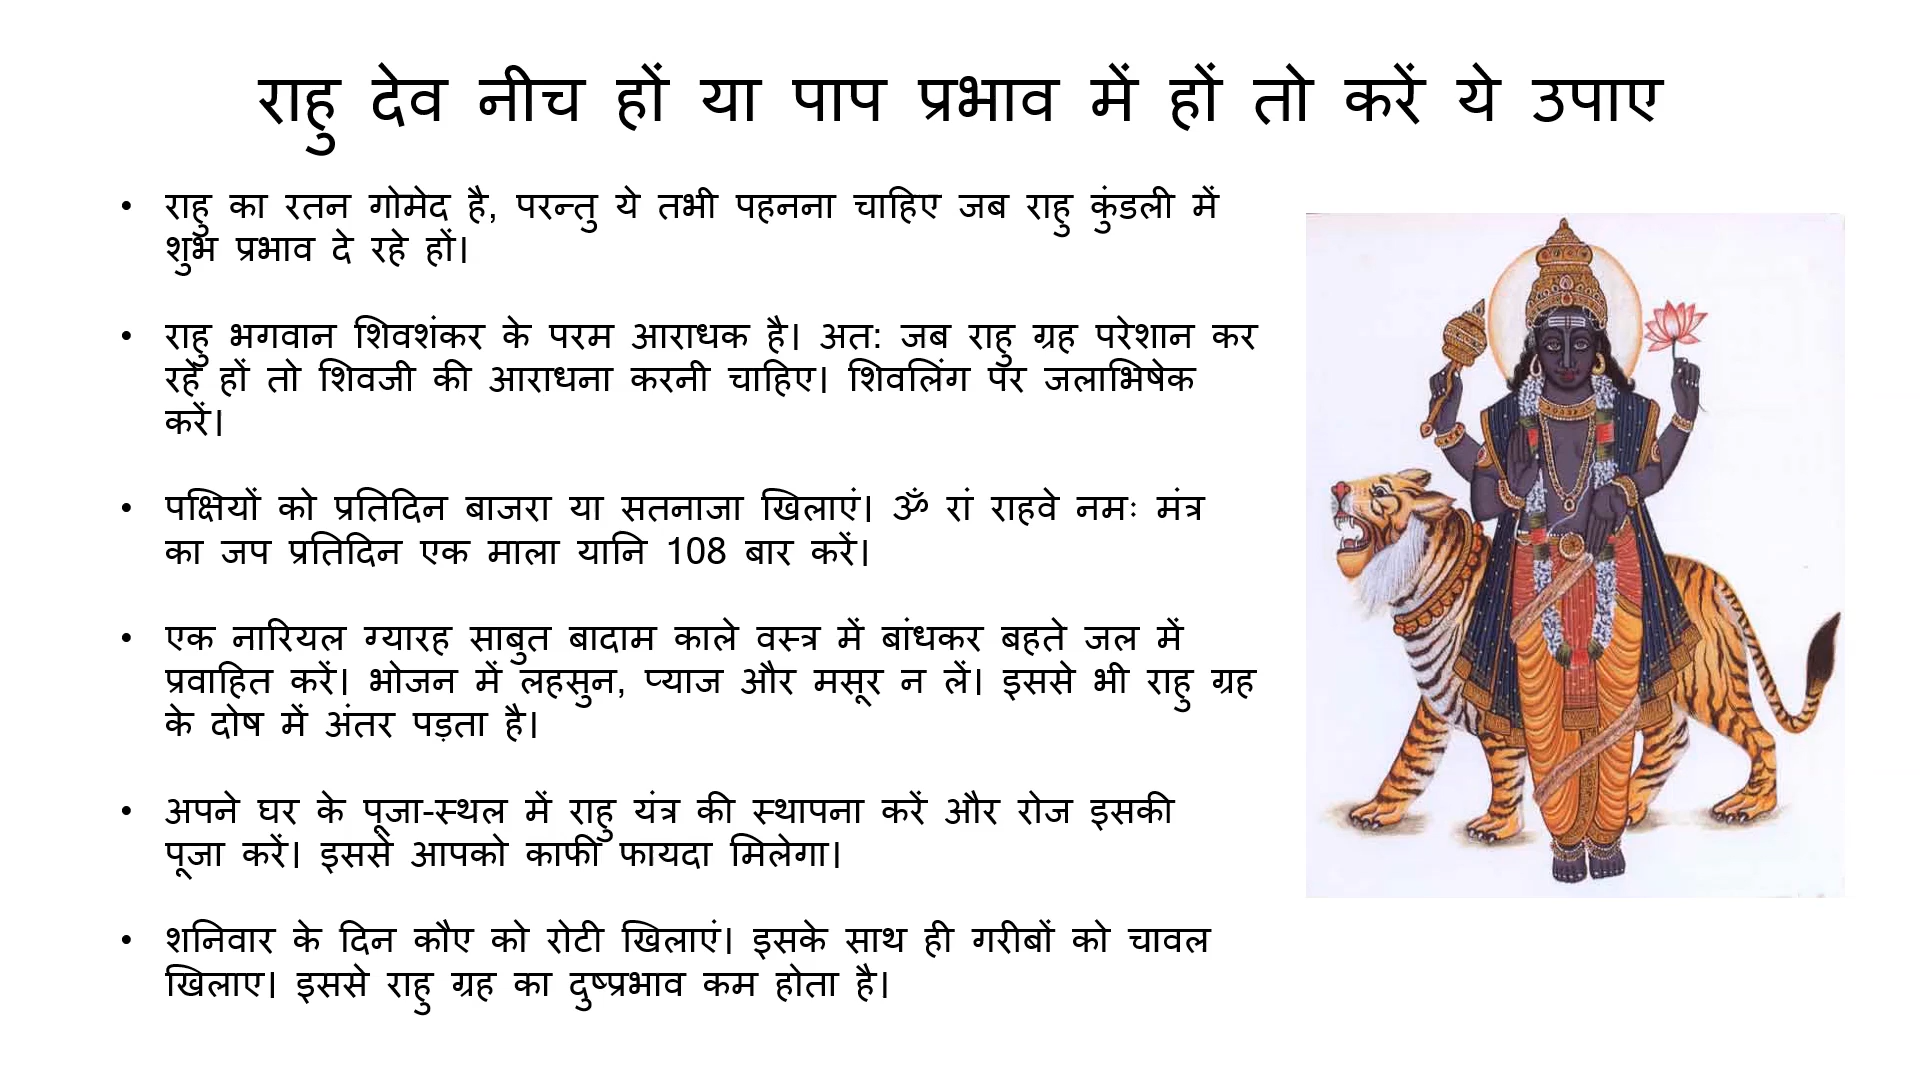 राहु देव नीच हों या पाप प्रभाव में हों तो करें ये उपाए
• राहु का रतन गोमेद है, परन्तु ये तभी पहनना चाहिए जब राहु कुंडली में
शुभ प्रभाव दे रहे हों।
• राहु भगवान शिवशंकर के परम आराधक है। अत: जब राहु ग्रह परेशान कर
रहे हों तो शिवजी की आराधना करनी चाहिए। शिवलिंग पर जलाभिषेक
करें।
• पक्षियों को प्रतिदिन बाजरा या सतनाजा खिलाएं। ॐ रां राहवे नमः मंत्र
का जप प्रतिदिन एक माला यानि 108 बार करें।
• एक नारियल ग्यारह साबुत बादाम काले वस्त्र में बांधकर बहते जल में
प्रवाहित करें। भोजन में लहसुन, प्याज और मसूर न लें। इससे भी राहु ग्रह
के दोष में अंतर पड़ता है।
• अपने घर के पूजा-स्थल में राहु यंत्र की स्थापना करें और रोज इसकी
पूजा करें। इससे आपको काफी फायदा मिलेगा।
• शनिवार के दिन कौए को रोटी खिलाएं। इसके साथ ही गरीबों को चावल
खिलाए। इससे राहु ग्रह का दुष्प्रभाव कम होता है।